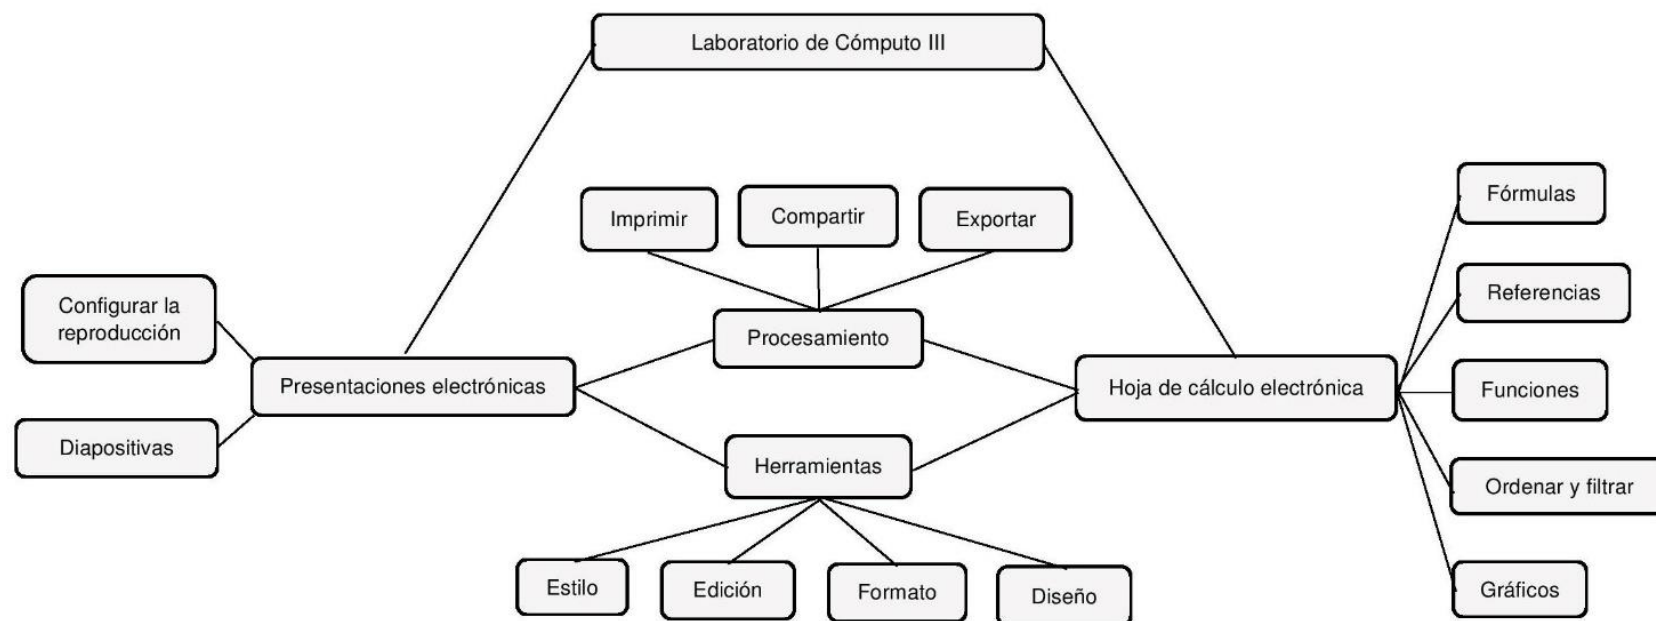 Laboratorio de Cómputo III
Imprimir
Compartir
Exportar
Procesamiento
Configurar la
reproducción
Presentaciones electrónicas
Diapositivas
Herramientas
Estilo
Edición
Formato
Diseño
Hoja de cálculo electrónica
Fórmulas
Referencias
Funciones
Ordenar y filtrar
Gráficos